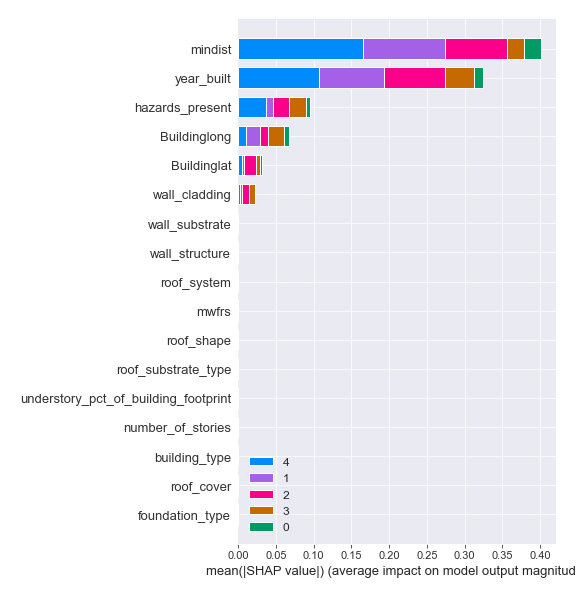 mindist
year_built
hazards_present
Buildinglong
Buildinglat
wall_cladding
wall_substrate
wall_structure
roof_system
mwfrs
roof_shape
roof_substrate_type
understory_pct_of_building_footprint
number_of_stories
building_type
roof_cover
foundation_type
4
1
2
3
0
0.00 0.05 0.10 0.15 0.20 0.25 0.30 0.35 0.40
mean(|SHAP value|) (average impact on model output magnitud